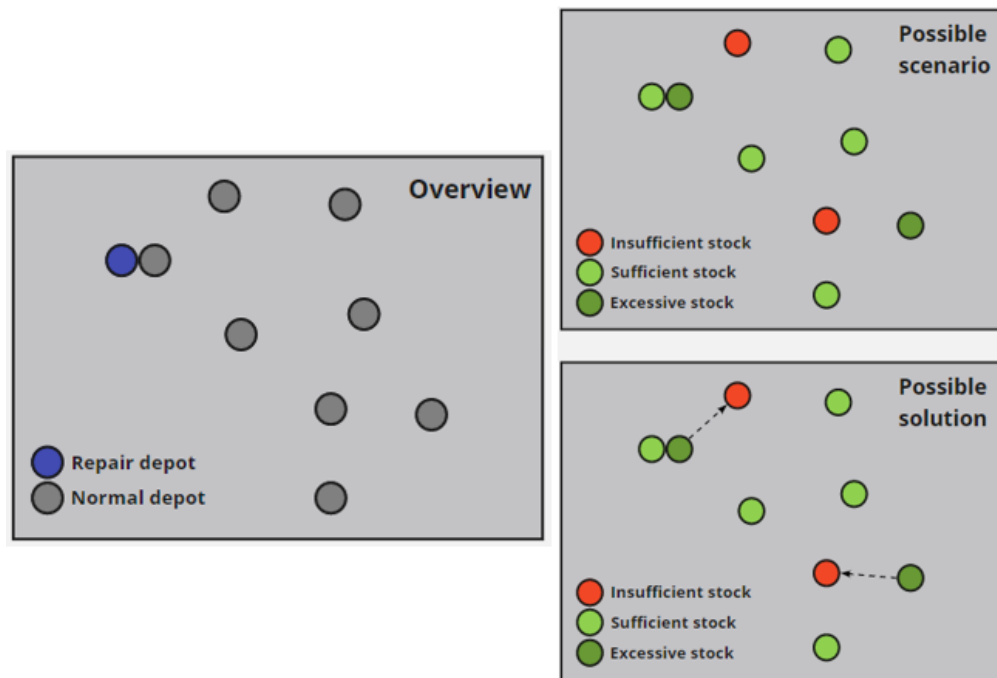 Overview
Repair depot
Normal depot
Possible
scenario
Insufficient stock
Sufficient stock
Excessive stock
Possible
solution
Insufficient stock
Sufficient stock
Excessive stock